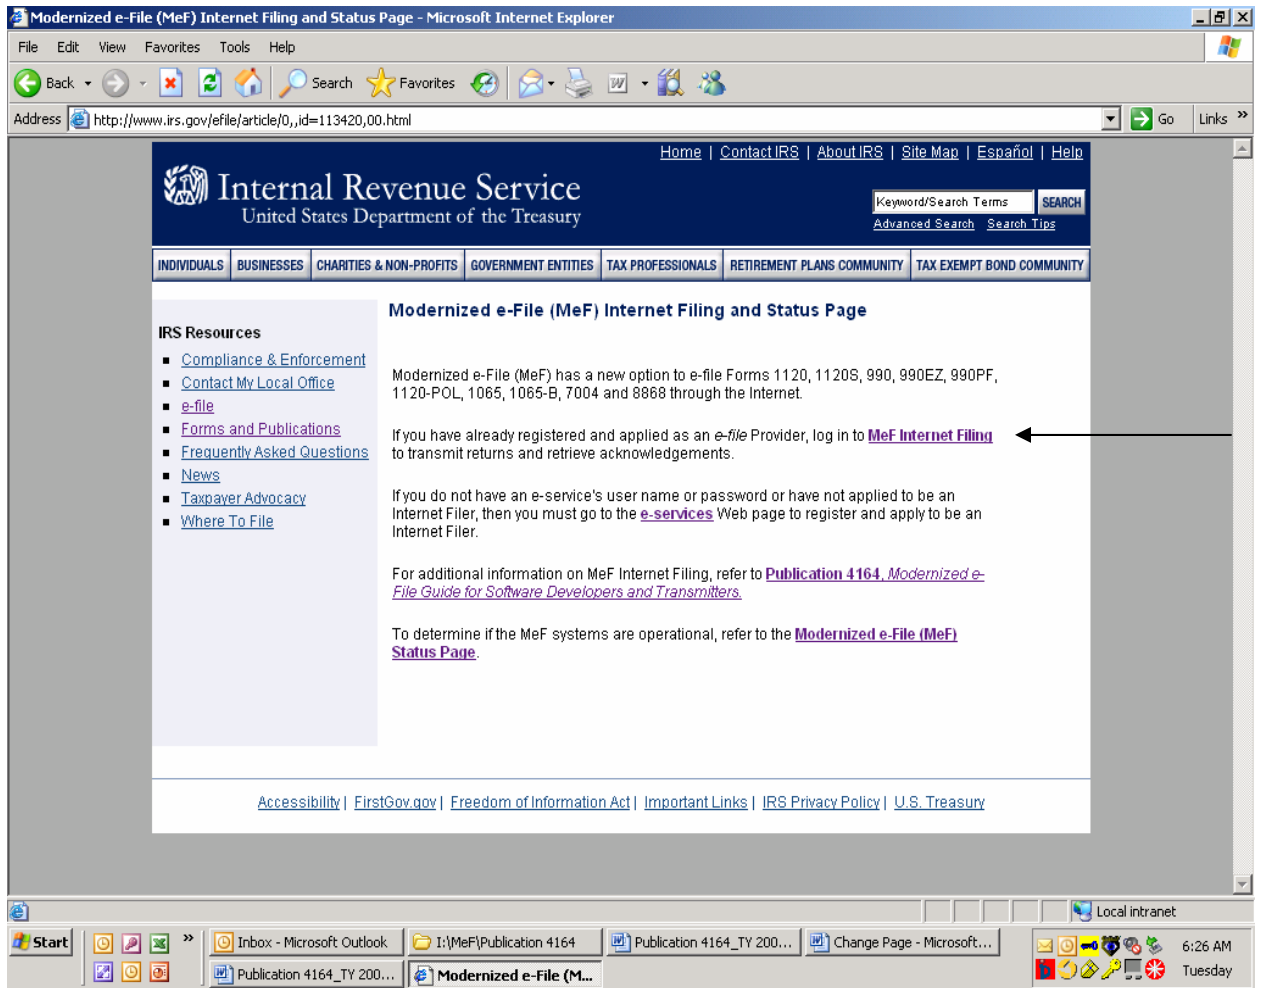 Modernized e-File (MeF) Internet Filing and Status Page - Microsoft Internet Explorer
File Edit View Favorites Tools Help
Back Search Favorites
Address http://www.irs.gov/efile/article/0,,id=113420,00.html Go Links »
Home | Contact IRS | About IRS | Site Map | Español | Help
Internal Revenue Service
United States Department of the Treasury
Keyword/Search Terms SEARCH
Advanced Search Search Tips
INDIVIDUALS BUSINESSES CHARITIES & NON-PROFITS GOVERNMENT ENTITIES TAX PROFESSIONALS RETIREMENT PLANS COMMUNITY TAX EXEMPT BOND COMMUNITY
IRS Resources
Compliance & Enforcement
Contact My Local Office
e-file
Forms and Publications
Frequently Asked Questions
News
Taxpayer Advocacy
Where To File
Modernized e-File (MeF) Internet Filing and Status Page
Modernized e-File (MeF) has a new option to e-file Forms 1120, 1120S, 990, 990EZ, 990PF,
1120-POL, 1065, 1065-B, 7004 and 8868 through the Internet.
If you have already registered and applied as an e-file Provider, log in to MeF Internet Filing
to transmit returns and retrieve acknowledgements.
If you do not have an e-service's user name or password or have not applied to be an
Internet Filer, then you must go to the e-services Web page to register and apply to be an
Internet Filer.
For additional information on MeF Internet Filing, refer to Publication 4164, Modernized e-
File Guide for Software Developers and Transmitters.
To determine if the MeF systems are operational, refer to the Modernized e-File (MeF)
Status Page.
Accessibility | FirstGov.gov | Freedom of Information Act | Important Links | IRS Privacy Policy | U.S. Treasury
Local intranet
Start » Inbox - Microsoft Outlook I:\MeF\Publication 4164 Publication 4164_TY 200... Change Page - Microsoft... 6:26 AM
Publication 4164_TY 200... Modernized e-File (M... Tuesday